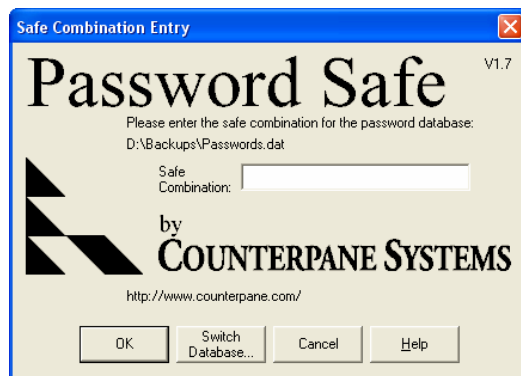 Safe Combination Entry
Password Safe
V1.7
Please enter the safe combination for the password database:
D:\Backups\Passwords.dat
Safe
Combination:
by
COUNTERPANE SYSTEMS
http://www.counterpane.com/
OK
Switch
Database...
Cancel
Help